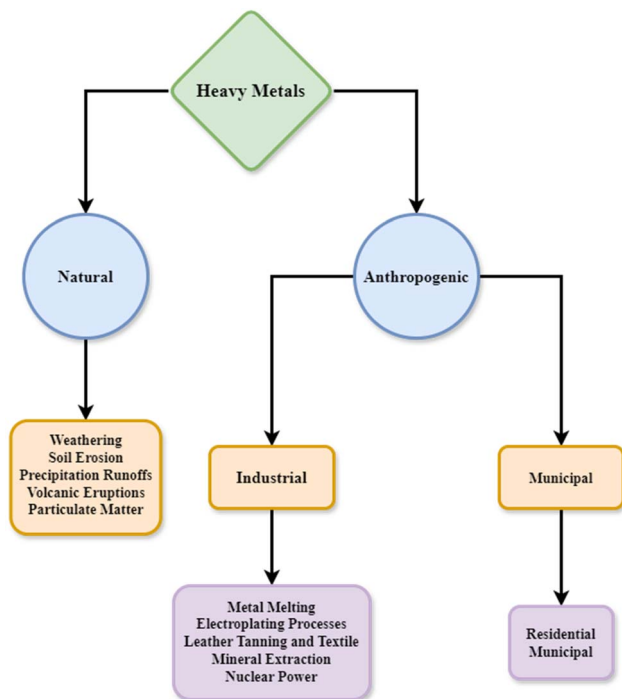 Heavy Metals
Natural
Anthropogenic
Weathering
Soil Erosion
Precipitation Runoffs
Volcanic Eruptions
Particulate Matter
Industrial
Municipal
Metal Melting
Electroplating Processes
Leather Tanning and Textile
Mineral Extraction
Nuclear Power
Residential
Municipal